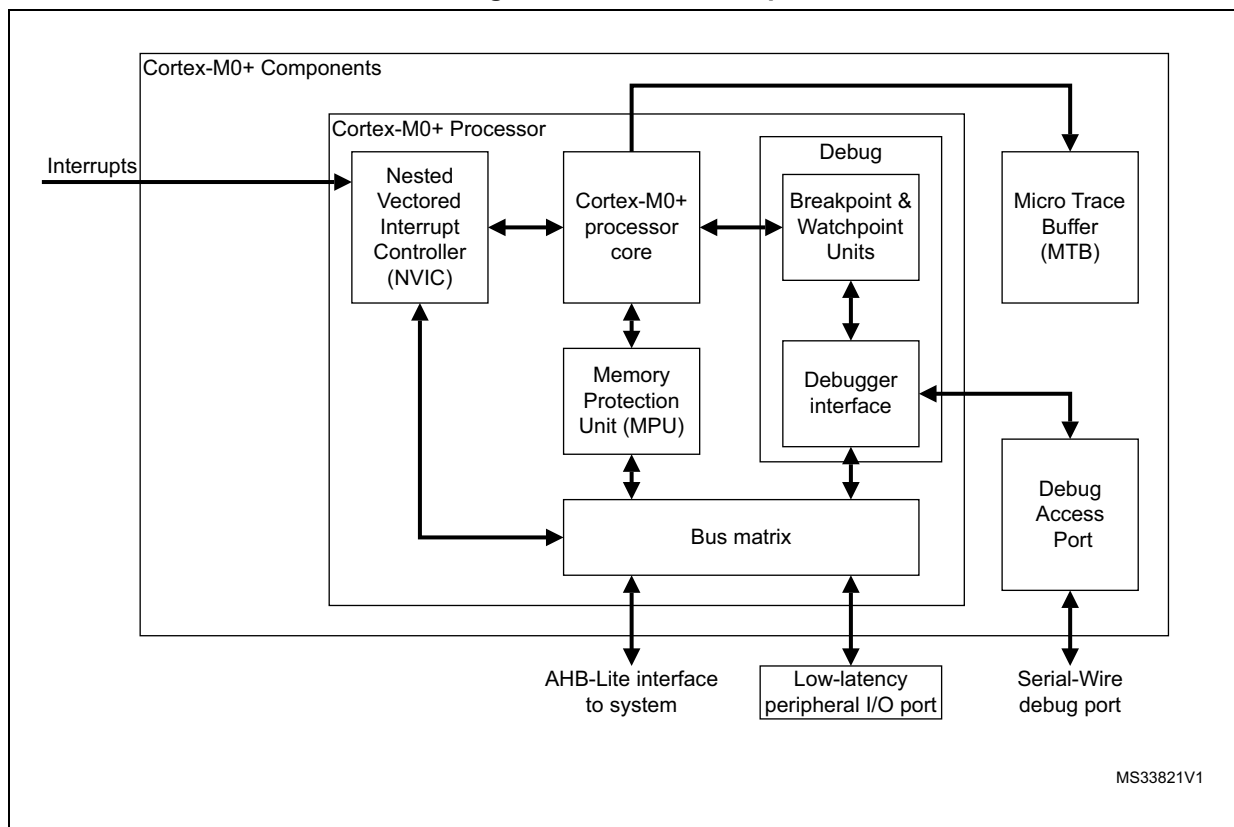 Cortex-M0+ Components
Cortex-M0+ Processor
Interrupts
Nested
Vectored
Interrupt
Controller
(NVIC)
Cortex-M0+
processor
core
Debug
Breakpoint &
Watchpoint
Units
Micro Trace
Buffer
(MTB)
Memory
Protection
Unit (MPU)
Debugger
interface
Debug
Access
Port
Bus matrix
AHB-Lite interface
to system
Low-latency
peripheral I/O port
Serial-Wire
debug port
MS33821V1